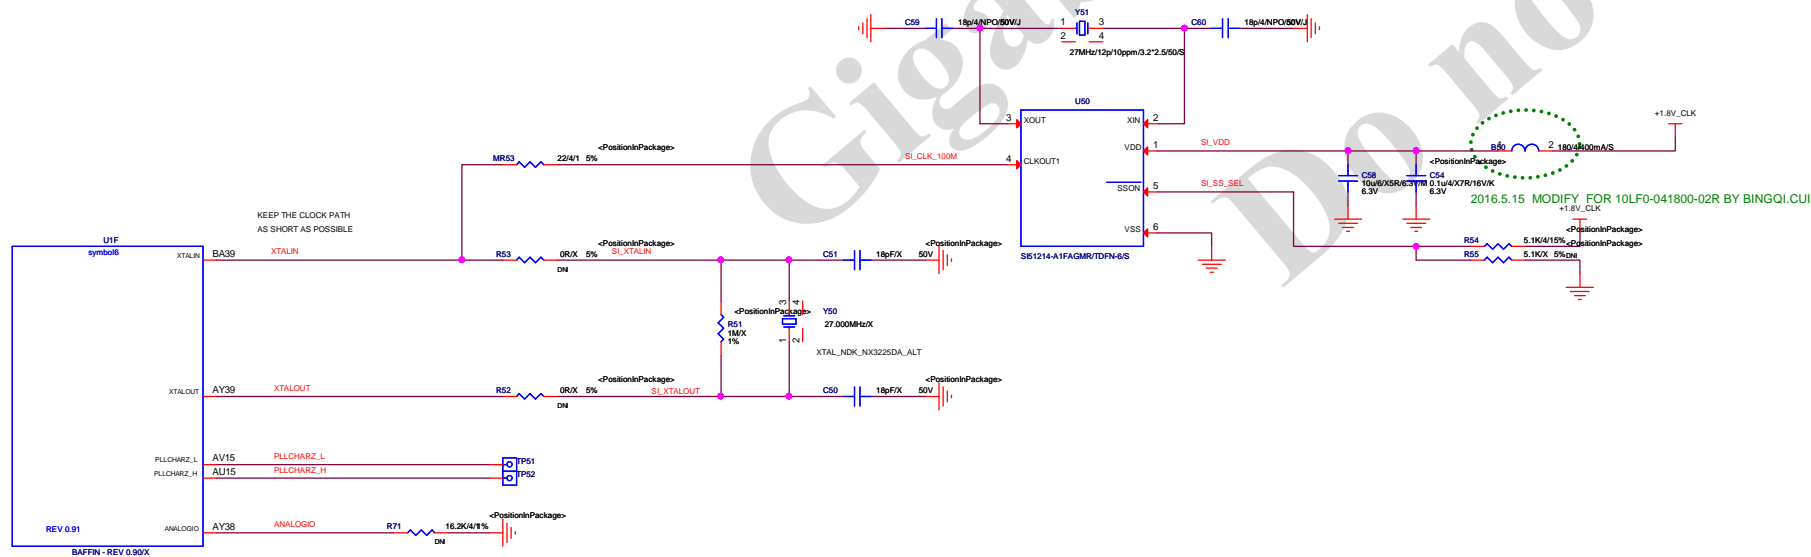 C59
18p/4/NPO/50V/J
Y51
1
3
2
4
27MHz/12p/10ppm/3.2*2.5/50/S
C60
18p/4/NPO/50V/J
Giga
Do no
U50
3
XOUT
XIN
2
4
CLKOUT1
VDD
1
SSON
5
VSS
6
SI51214-A1FAGMR/TDFN-6/S
SI_VDD
SI_SS_SEL
+1.8V_CLK
B50
2
180/4/400mA/S
C58
10u/6/X5R/6.3V/M
6.3V
<PositionInPackage>
C54
0.1u/4/X7R/16V/K
6.3V
2016.5.15 MODIFY FOR 10LF0-041800-02R BY BINGQI.CUI
+1.8V_CLK
<PositionInPackage>
R54
5.1K/4/1
5%
<PositionInPackage>
R55
5.1K/X 5%
DNI
<PositionInPackage>
MR53
22/4/1 5%
SI_CLK_100M
KEEP THE CLOCK PATH
AS SHORT AS POSSIBLE
U1F
symbol6
XTALIN
BA39
XTALIN
<PositionInPackage>
R53
0R/X 5%
DNI
SI_XTALIN
C51
18pF/X
50V
<PositionInPackage>
<PositionInPackage>
R51
1M/X
1%
3
4
1
2
Y50
27.000MHz/X
XTAL_NDK_NX3225DA_ALT
XTALOUT
AY39
XTALOUT
<PositionInPackage>
R52
0R/X 5%
DNI
SI_XTALOUT
C50
18pF/X
50V
<PositionInPackage>
PLLCHARZ_L
AV15
PLLCHARZ_L
TP51
PLLCHARZ_H
AU15
PLLCHARZ_H
TP52
ANALOGIO
AY38
ANALOGIO
R71
16.2K/4/1
1%
DNI
<PositionInPackage>
REV 0.91
BAFFIN - REV 0.90/X